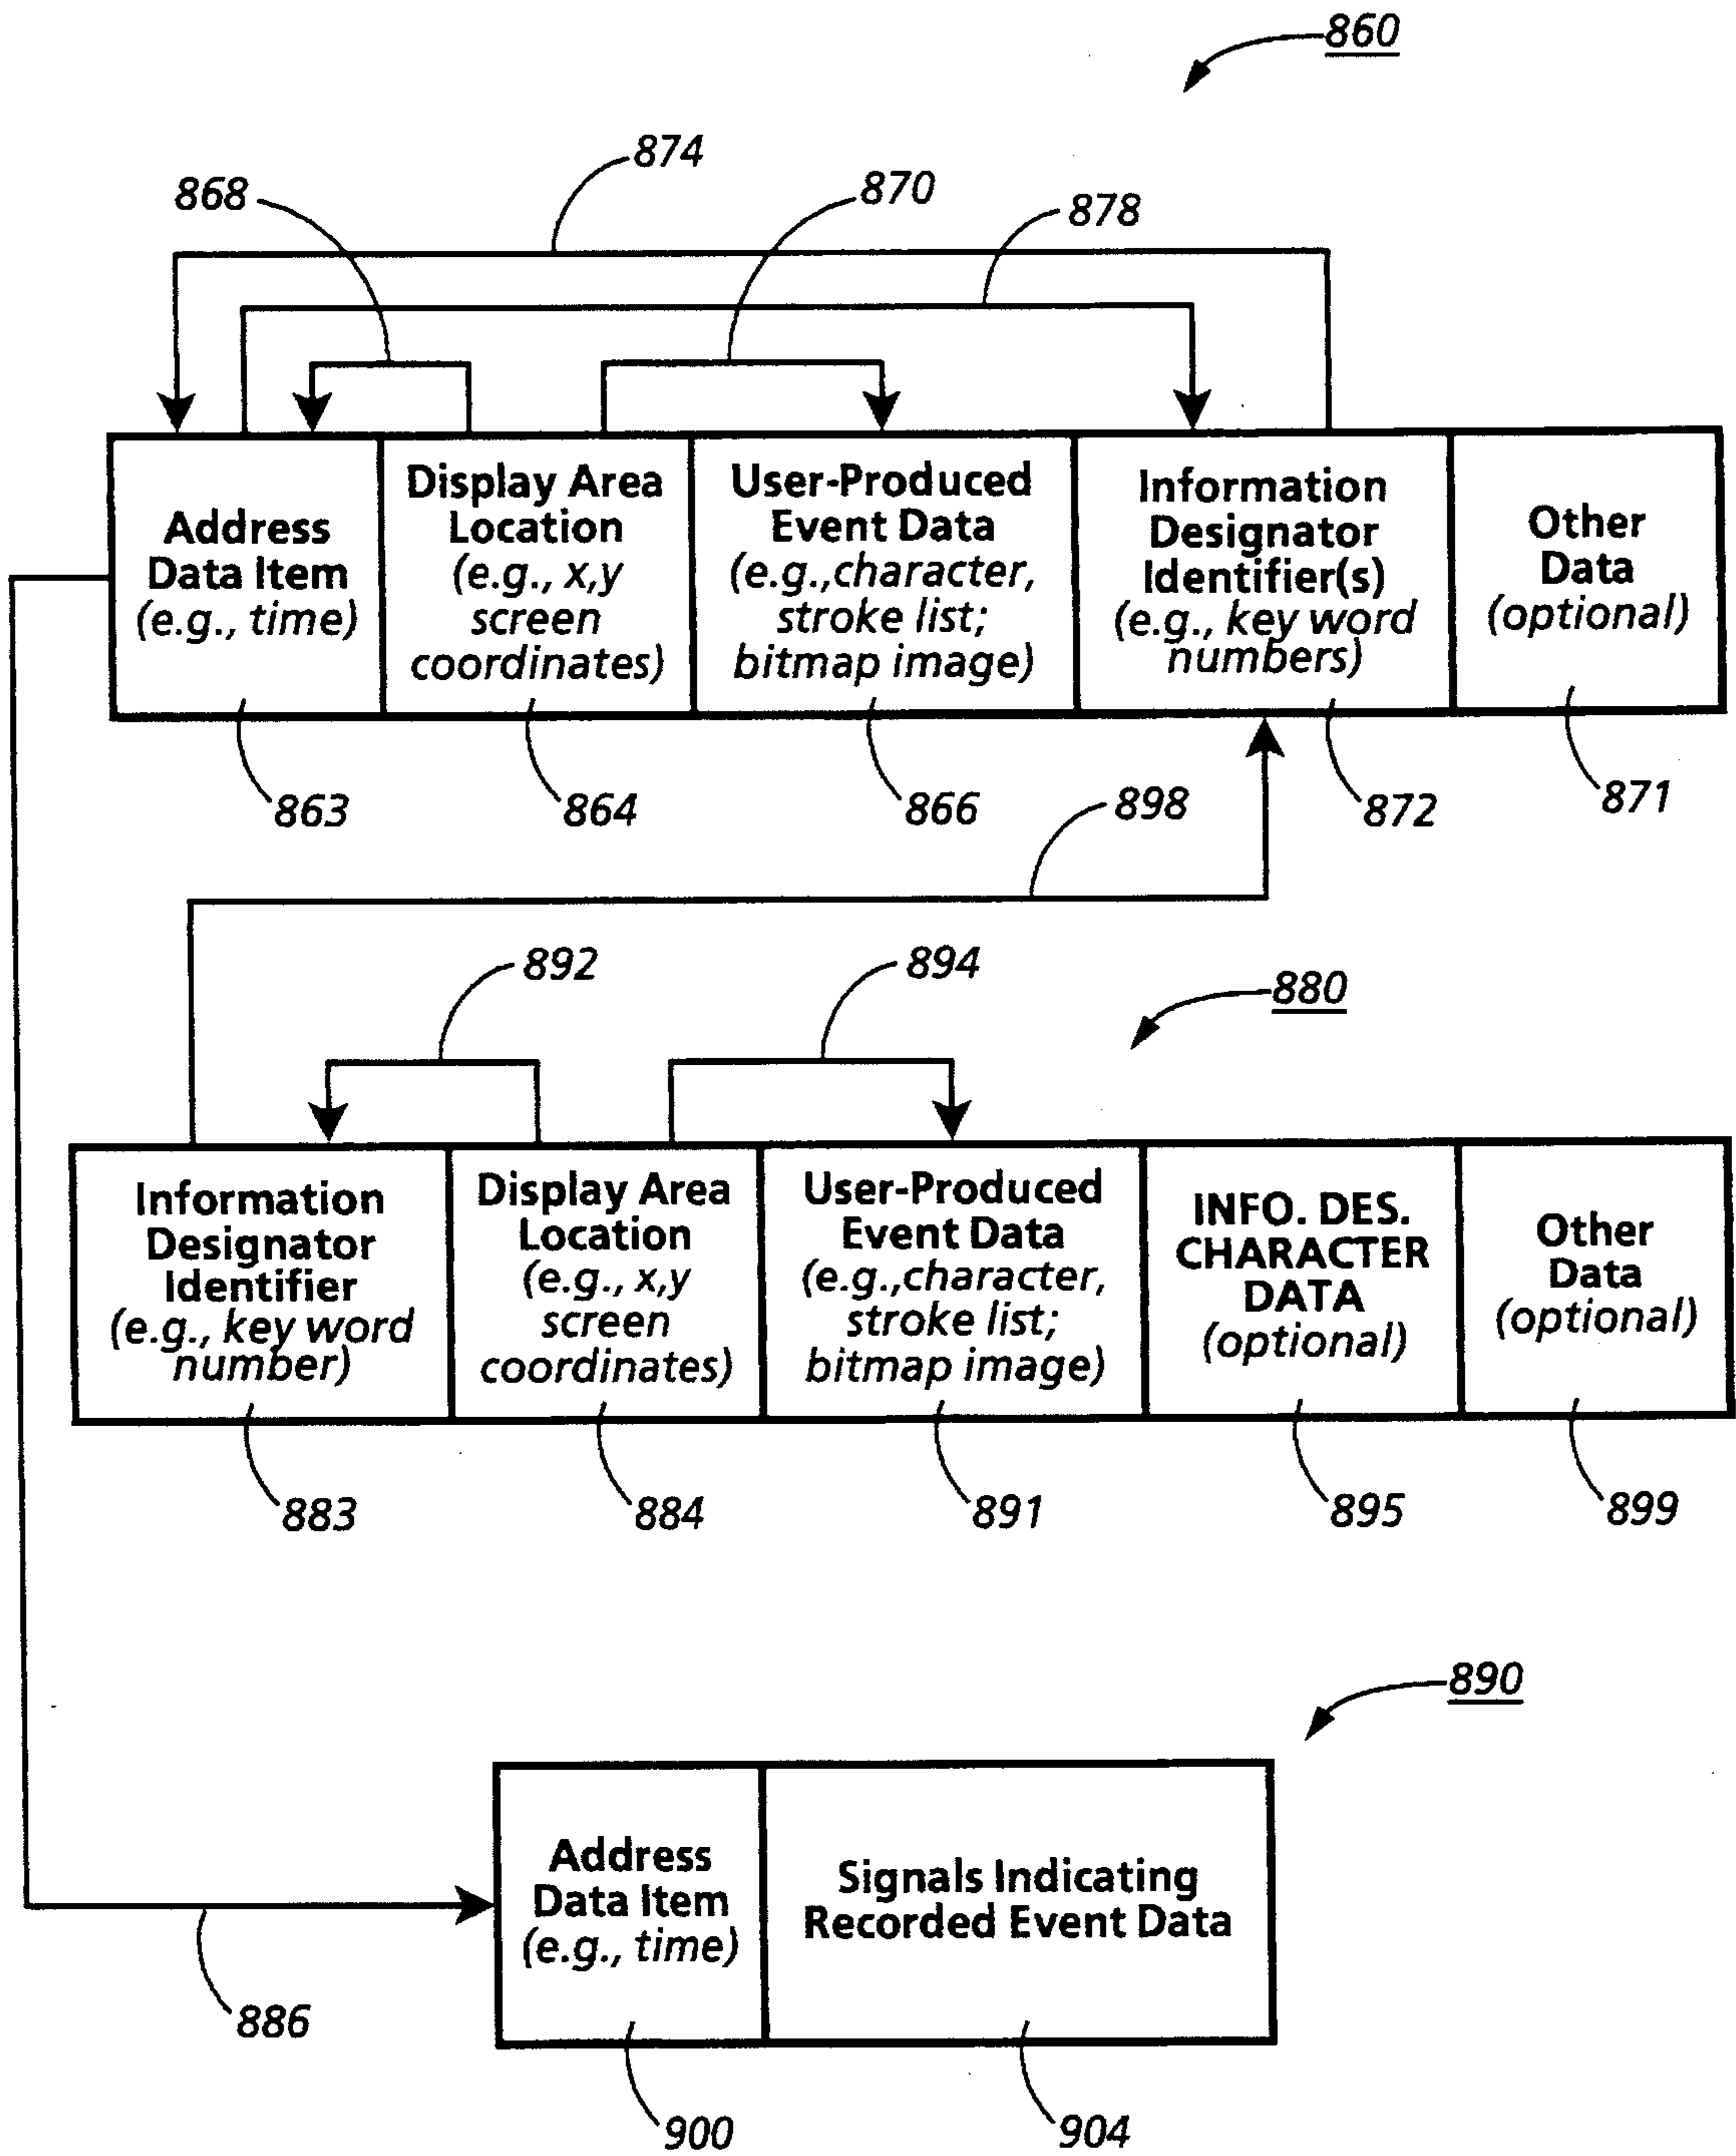 860
874
868
870
878
Address
Data Item
(e.g., time)
Display Area
Location
(e.g., x,y
screen
coordinates)
User-Produced
Event Data
(e.g.,character,
stroke list;
bitmap image)
Information
Designator
Identifier(s)
(e.g., key word
numbers)
Other
Data
(optional)
863
864
866
898
872
871
892
894
880
Information
Designator
Identifier
(e.g., key word
number)
Display Area
Location
(e.g., x,y
screen
coordinates)
User-Produced
Event Data
(e.g.,character,
stroke list;
bitmap image)
INFO. DES.
CHARACTER
DATA
(optional)
Other
Data
(optional)
883
884
891
895
899
890
Address
Data Item
(e.g., time)
Signals Indicating
Recorded Event Data
886
900
904